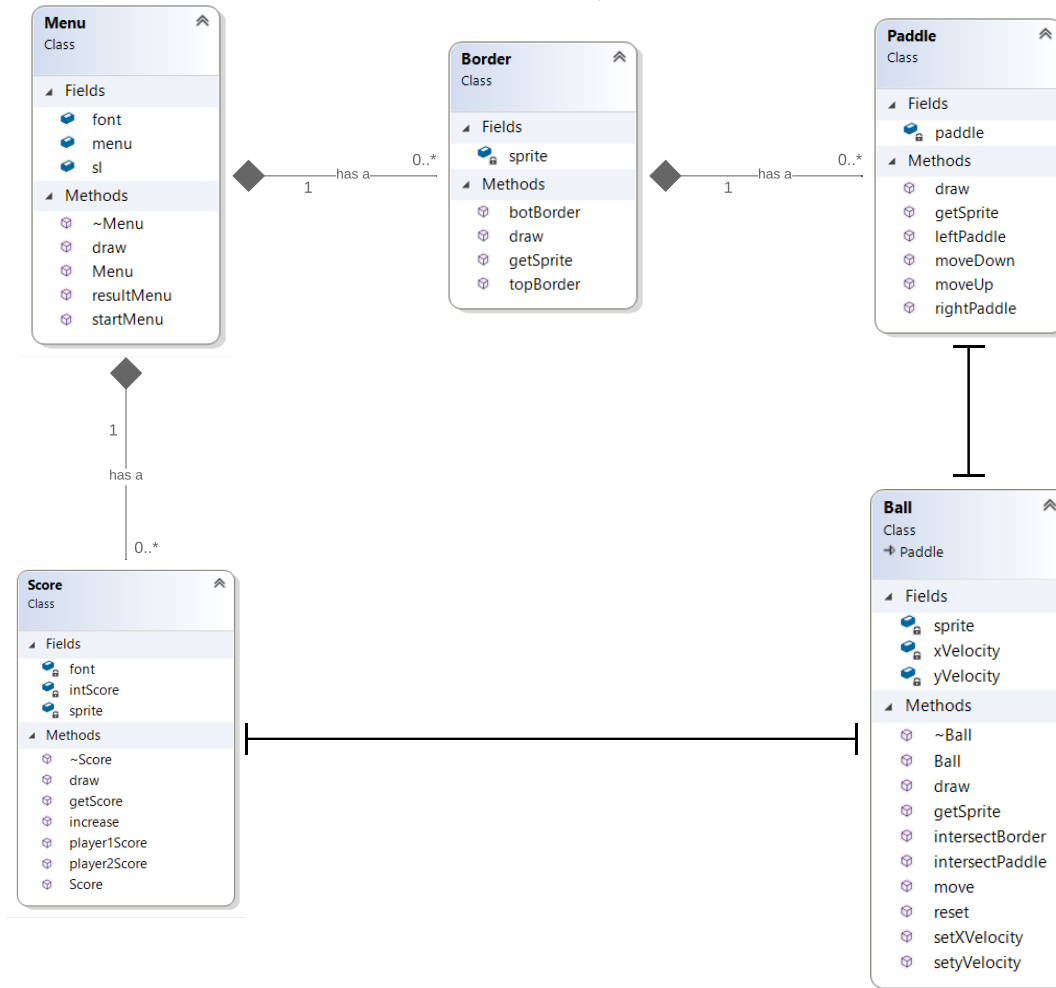 Menu
Class
Fields
font
menu
sl
Methods
~Menu
draw
Menu
resultMenu
startMenu
1
has a
0..*
Border
Class
Fields
sprite
Methods
botBorder
draw
getSprite
topBorder
1
has a
0..*
Paddle
Class
Fields
paddle
Methods
draw
getSprite
leftPaddle
moveDown
moveUp
rightPaddle
1
has a
0..*
Score
Class
Fields
font
intScore
sprite
Methods
~Score
draw
getScore
increase
player1Score
player2Score
Score
Ball
Class
Paddle
Fields
sprite
xVelocity
yVelocity
Methods
~Ball
Ball
draw
getSprite
intersectBorder
intersectPaddle
move
reset
setXVelocity
setyVelocity